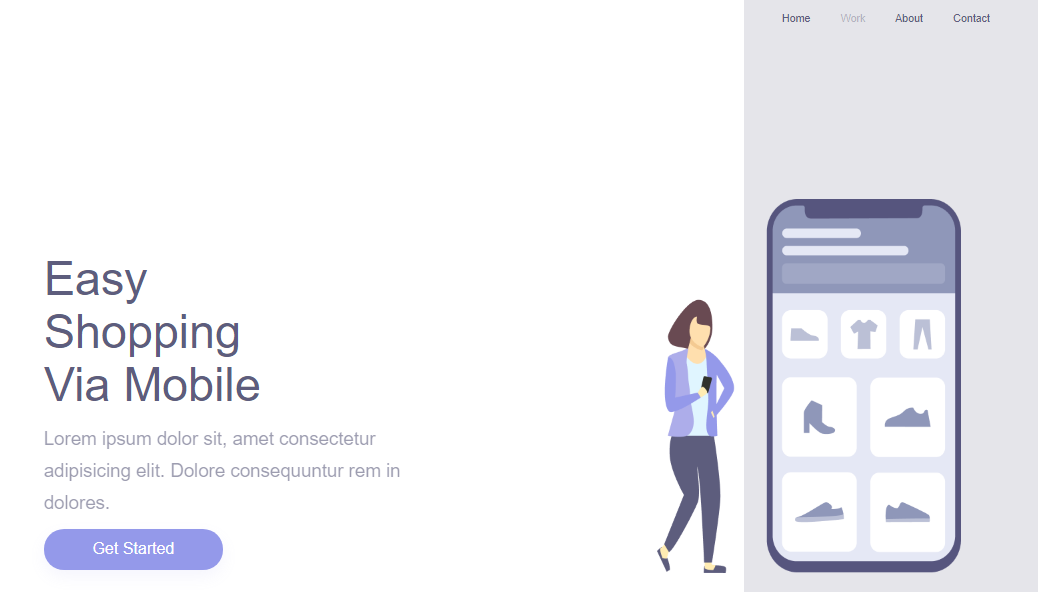 Home Work About Contact
Easy
Shopping
Via Mobile
Lorem ipsum dolor sit, amet consectetur
adipisicing elit. Dolore consequuntur rem in
dolores.
Get Started